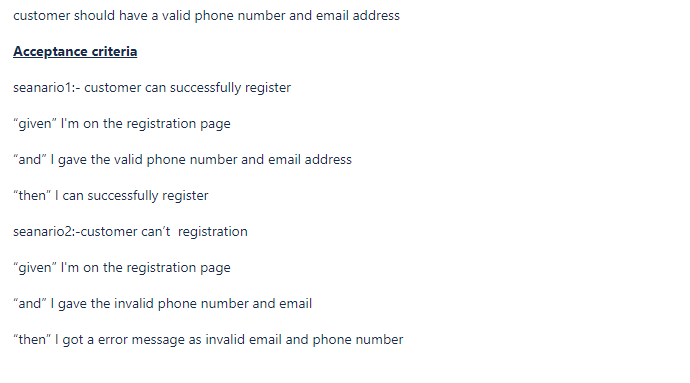 customer should have a valid phone number and email address
Acceptance criteria
seanario1:- customer can successfully register
“given” I'm on the registration page
“and” I gave the valid phone number and email address
“then” I can successfully register
seanario2:-customer can’t  registration
“given” I'm on the registration page
“and” I gave the invalid phone number and email
“then” I got a error message as invalid email and phone number